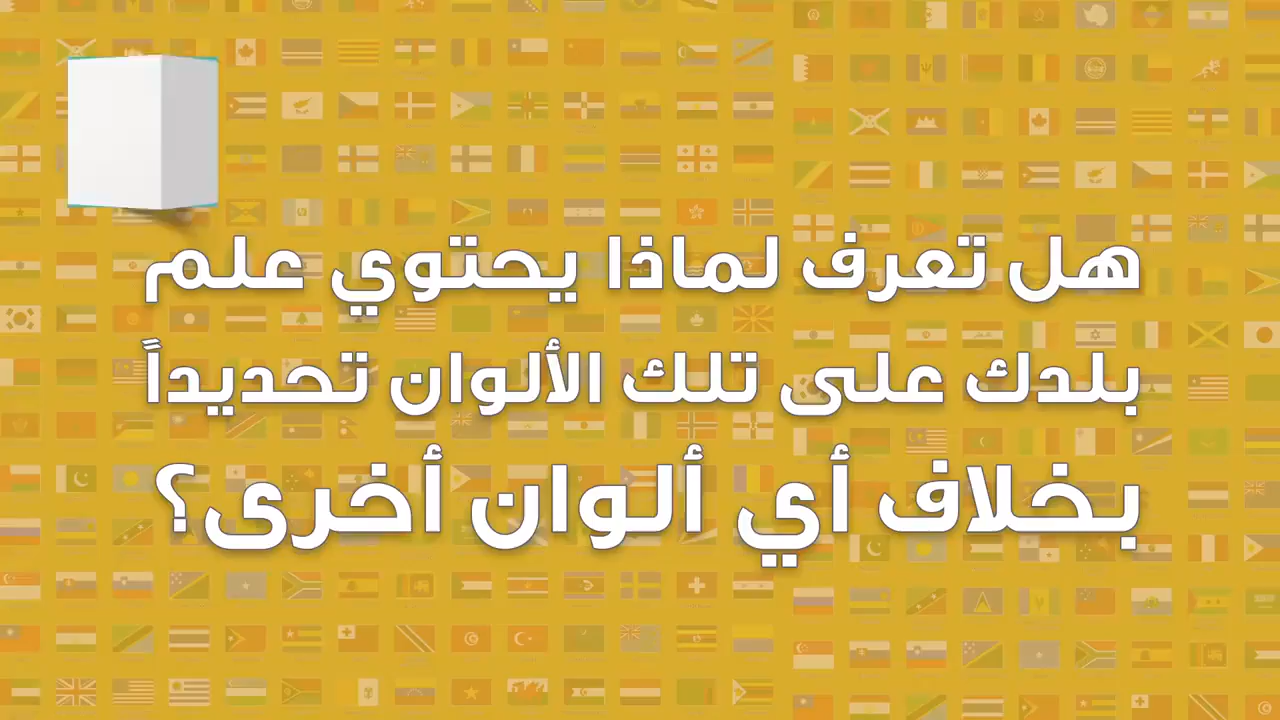 هل تعرف لماذا يحتوي علم
بلدك على تلك الألوان تحديداً
بخلاف أي ألوان أخرى؟